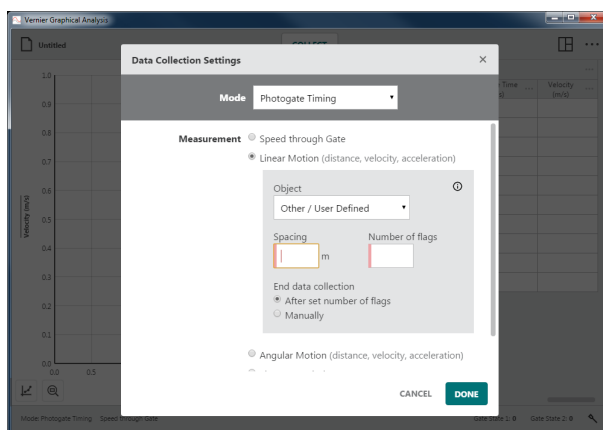 Vernier Graphical Analysis
Untitled
COLLECT
Data Collection Settings
Mode Photogate Timing
Measurement Speed through Gate
Linear Motion (distance, velocity, acceleration)
Object
Other / User Defined
Spacing Number of flags
m
End data collection
After set number of flags
Manually
Angular Motion (distance, velocity, acceleration)
CANCEL DONE
Time Velocity
(m/s)
1.0
0.9
0.8
0.7
0.6
0.5
0.4
0.3
0.2
0.1
0.0
Velocity (m/s)
0.0 0.5
Mode: Photogate Timing Speed through Gate Gate State 1: 0 Gate State 2: 0